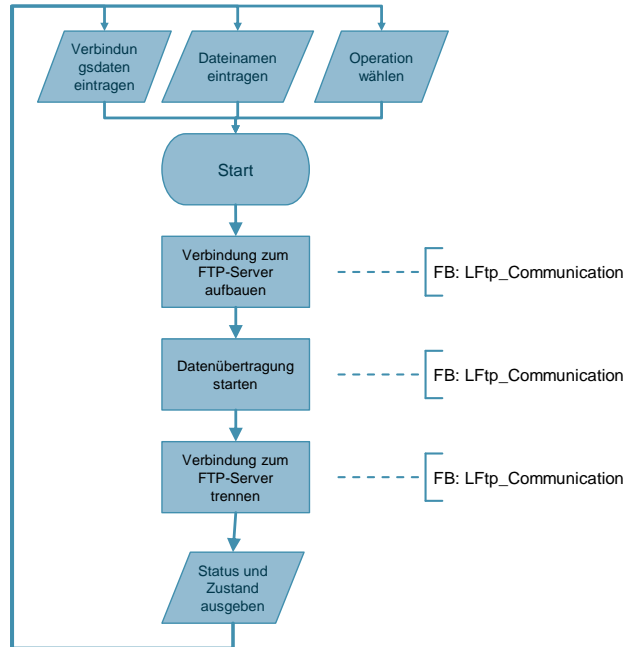 Verbindun
gsdaten
eintragen
Dateinamen
eintragen
Operation
wählen
Start
Verbindung zum
FTP-Server
aufbauen
FB: LFtp_Communication
Datenübertragung
starten
FB: LFtp_Communication
Verbindung zum
FTP-Server
trennen
FB: LFtp_Communication
Status und
Zustand
ausgeben